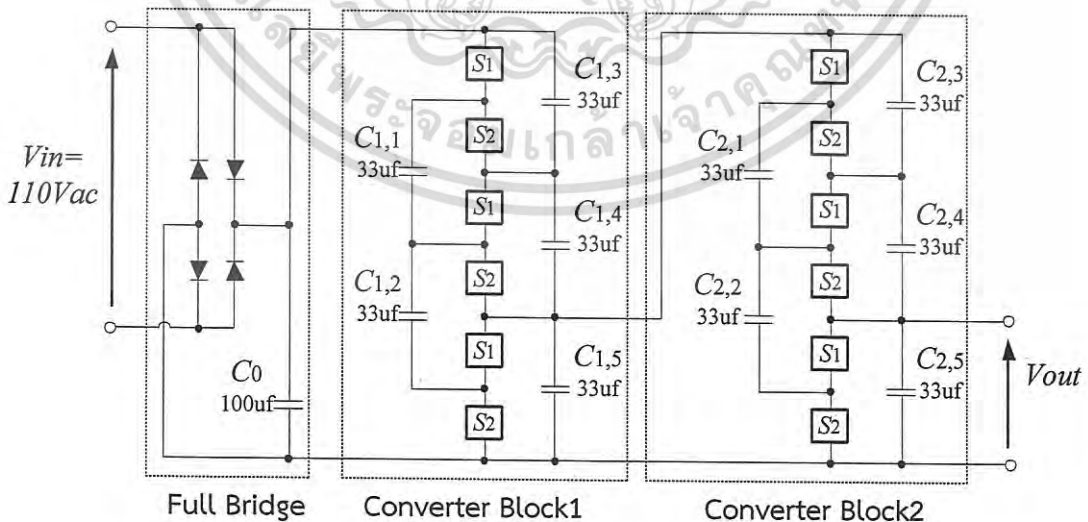 Vin=
110Vac
C0
100uf
S1
S2
S1
S2
S1
S2
C1,1
33uf
C1,2
33uf
C1,3
33uf
C1,4
33uf
C1,5
33uf
S1
S2
S1
S2
S1
S2
C2,1
33uf
C2,2
33uf
C2,3
33uf
C2,4
33uf
C2,5
33uf
Vout
Full Bridge
Converter Block1
Converter Block2